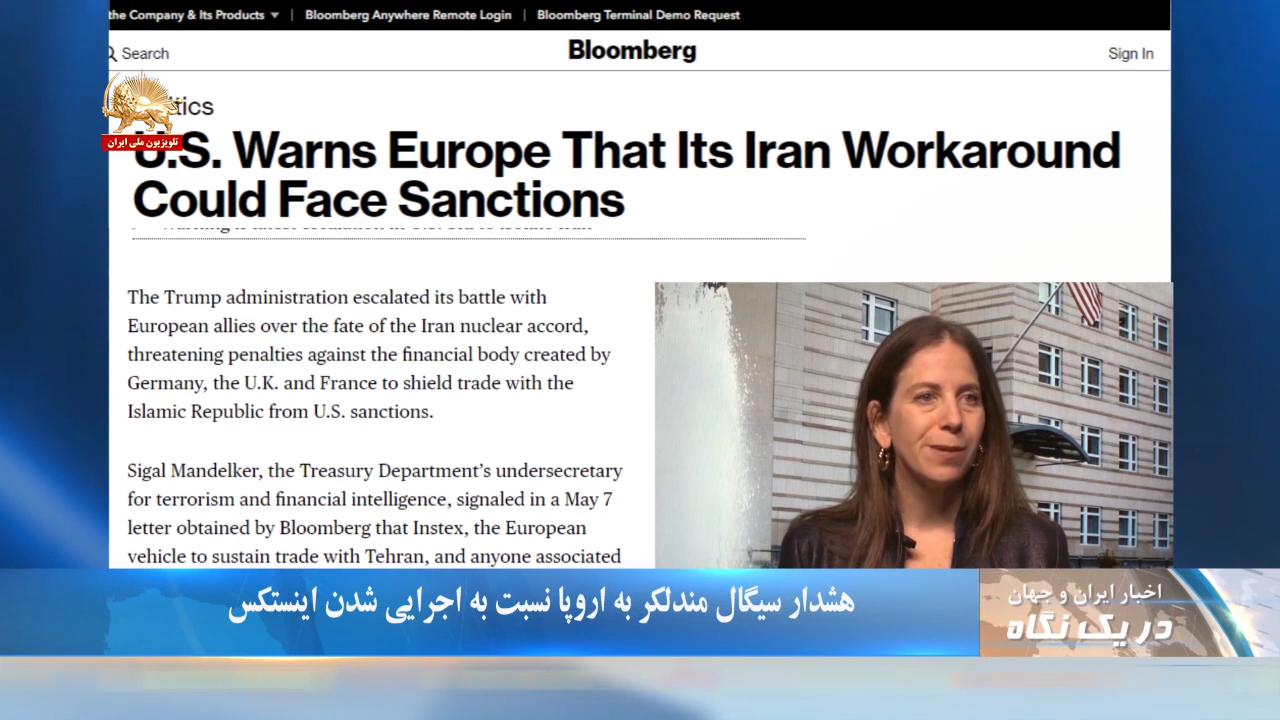 the Company & Its Products
Bloomberg Anywhere Remote Login
Bloomberg Terminal Demo Request
Search
Bloomberg
Sign In
تلویزیون ملی ایران
U.S. Warns Europe That Its Iran Workaround
Could Face Sanctions
The Trump administration escalated its battle with
European allies over the fate of the Iran nuclear accord,
threatening penalties against the financial body created by
Germany, the U.K. and France to shield trade with the
Islamic Republic from U.S. sanctions.
Sigal Mandelker, the Treasury Department’s undersecretary
for terrorism and financial intelligence, signaled in a May 7
letter obtained by Bloomberg that Instex, the European
vehicle to sustain trade with Tehran, and anyone associated
هشدار سیگال مندلکر به اروپا نسبت به اجرایی شدن اینستکس
اخبار ایران و جهان
در یک نگاه